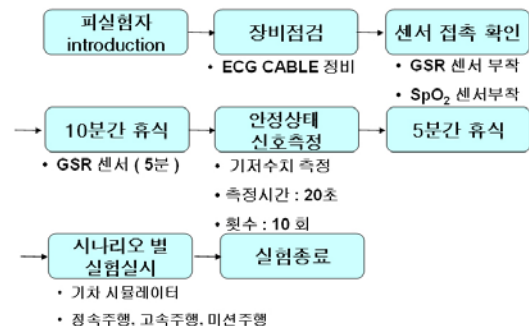 피실험자
introduction
장비점검
센서 접촉 확인
• ECG CABLE 정비
• GSR 센서 부착
• SpO₂ 센서부착
10분간 휴식
안정상태
신호측정
5분간 휴식
• GSR 센서 ( 5분 )
• 기저수치 측정
• 측정시간 : 20초
• 횟수 : 10 회
시나리오 별
실험실시
실험종료
• 기차 시뮬레이터
• 정속주행, 고속주행, 미션주행